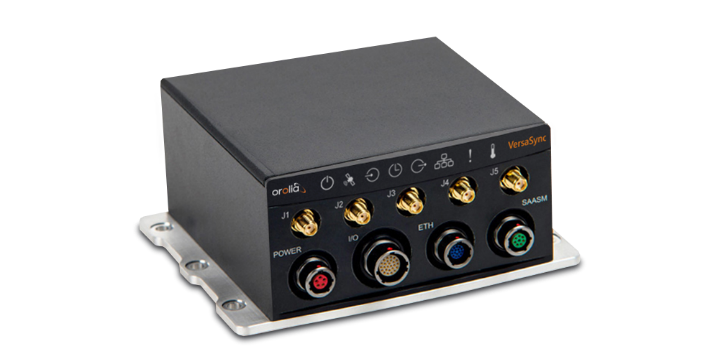 VersaSync
orolia
J1
J2
J3
J4
J5
POWER
I/O
ETH
SAASM